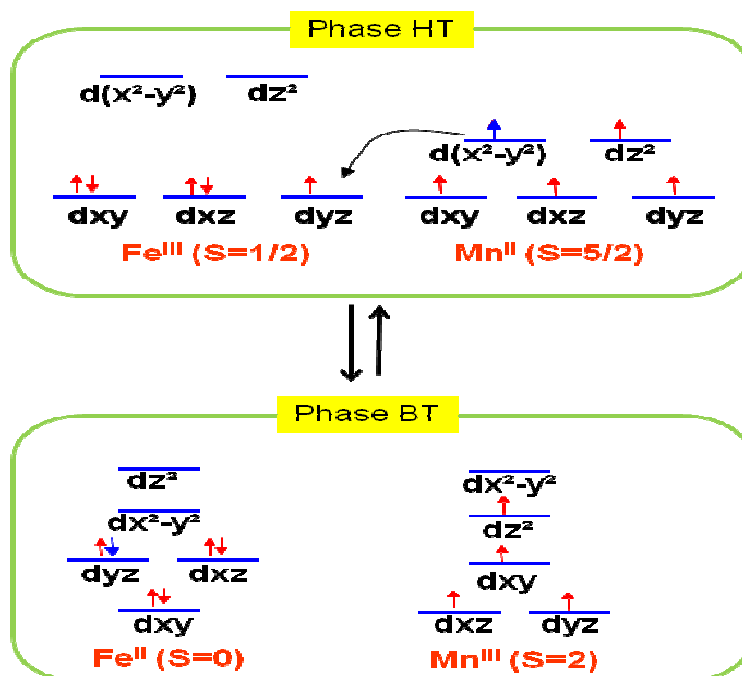 Phase HT
d(x²-y²) dz²
d(x²-y²) dz²
dxy dxz dyz dxy dxz dyz
Feᴵᴵᴵ (S=1/2) Mnᴵᴵ (S=5/2)
Phase BT
dz² dx²-y²
dx²-y² dz²
dyz dxz dxy
dxy dxz dyz
Feᴵᴵ (S=0) Mnᴵᴵᴵ (S=2)